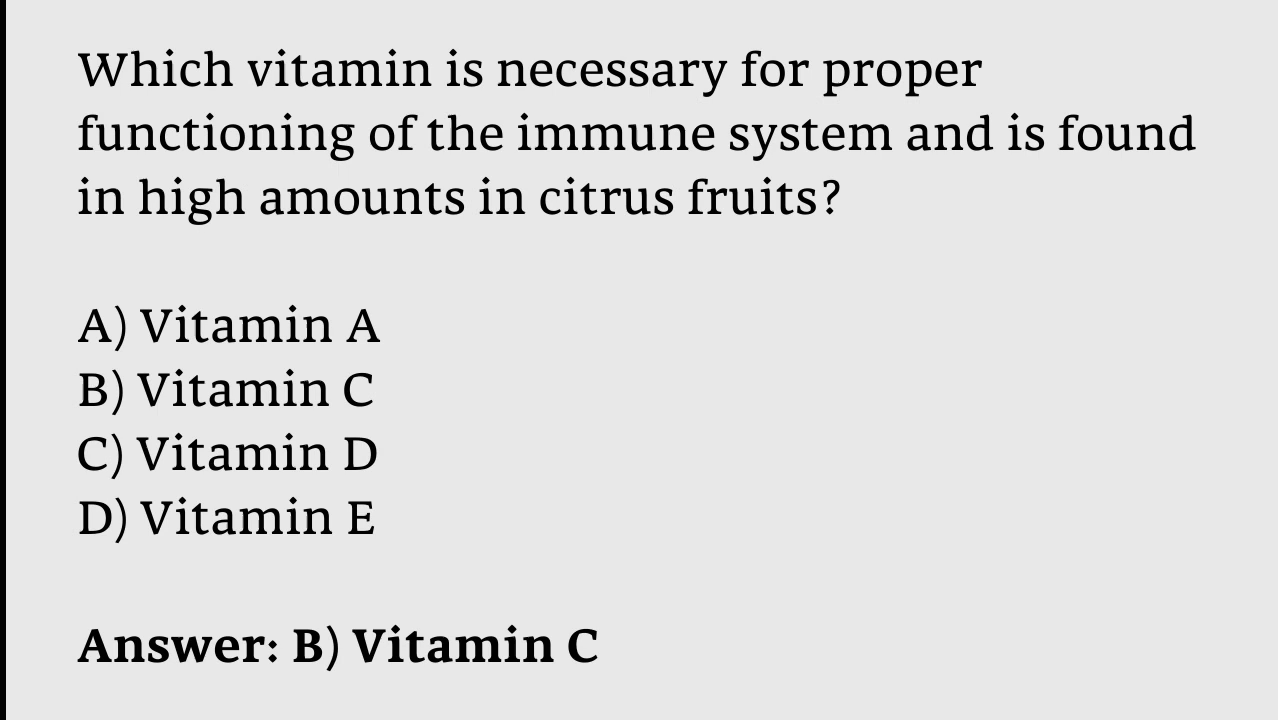 Which vitamin is necessary for proper
functioning of the immune system and is found
in high amounts in citrus fruits?
A) Vitamin A
B) Vitamin C
C) Vitamin D
D) Vitamin E
Answer: B) Vitamin C